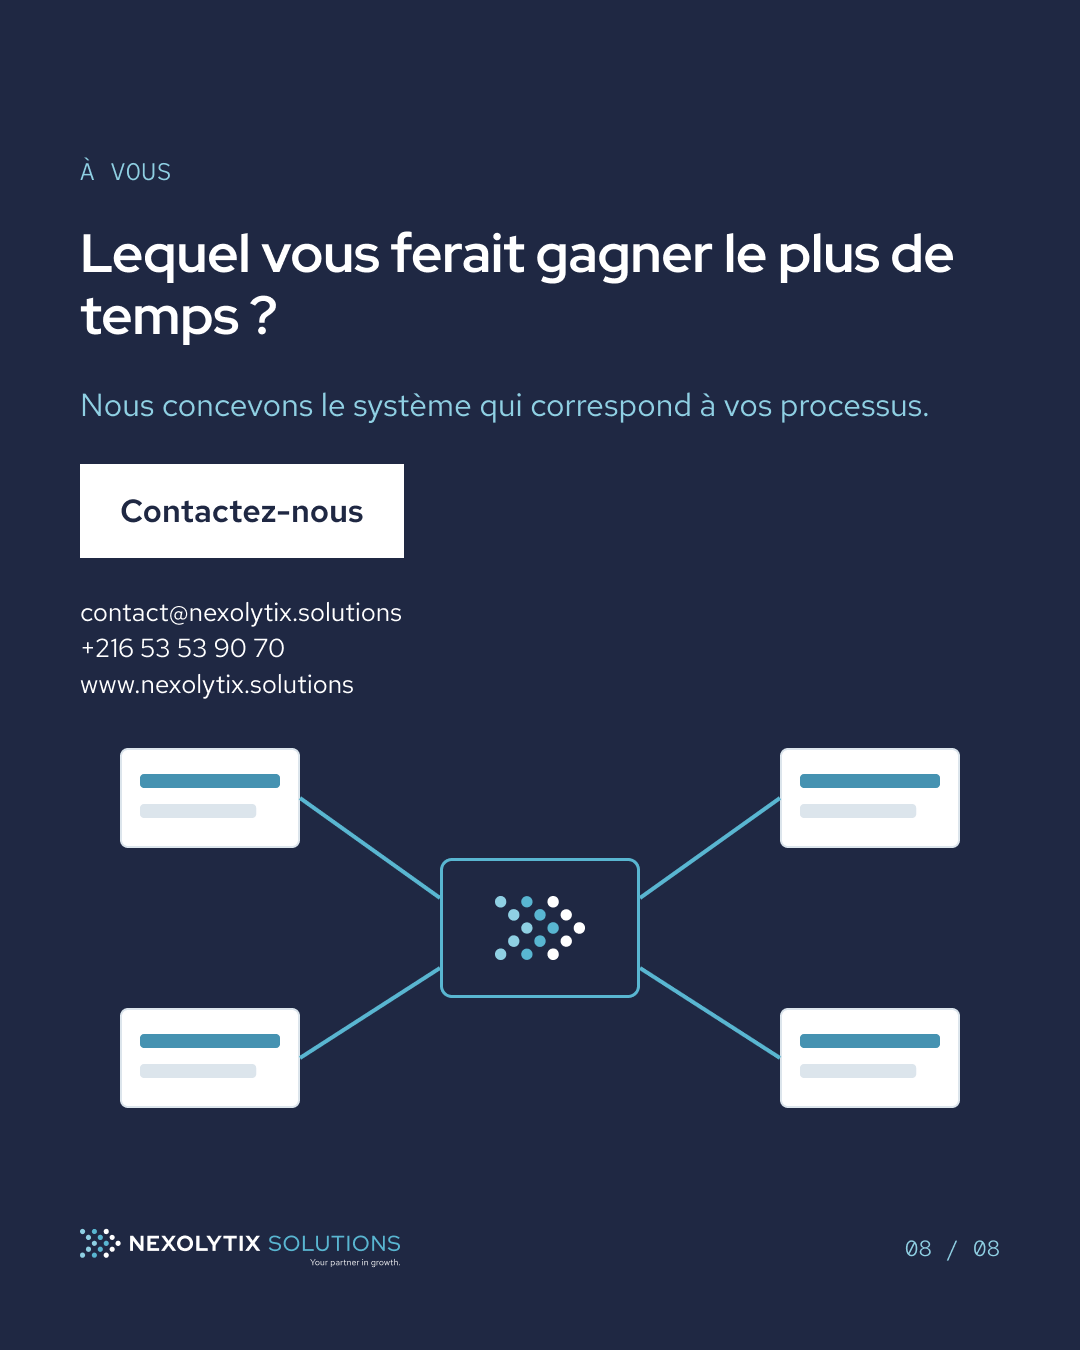 À VOUS
Lequel vous ferait gagner le plus de
temps ?
Nous concevons le système qui correspond à vos processus.
Contactez-nous
contact@nexolytix.solutions
+216 53 53 90 70
www.nexolytix.solutions
NEXOLYTIX SOLUTIONS
Your partner in growth.
08 / 08